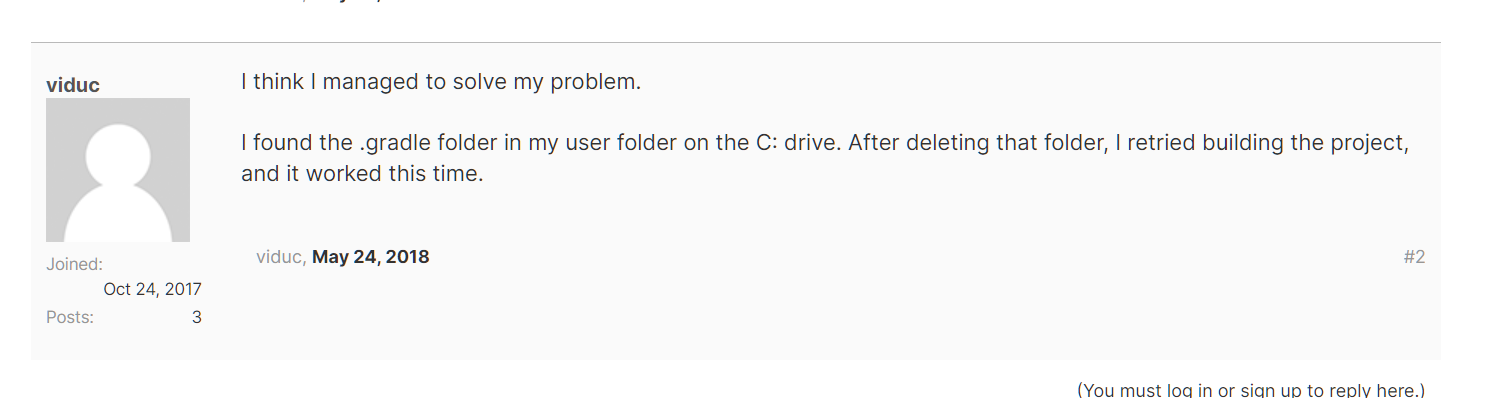 viduc
I think I managed to solve my problem.
I found the .gradle folder in my user folder on the C: drive. After deleting that folder, I retried building the project,
and it worked this time.
viduc, May 24, 2018
#2
Joined:
Oct 24, 2017
Posts: 3
(You must log in or sign up to reply here.)